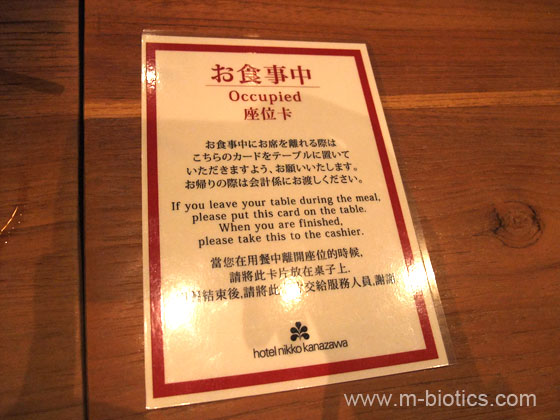 お食事中
Occupied
座位卡
お食事中にお席を離れる際は
こちらのカードをテーブルに置いて
いただきますよう、お願いいたします。
お帰りの際は会計係にお渡しください。
If you leave your table during the meal,
please put this card on the table.
When you are finished,
please take this to the cashier.
當您在用餐中離開座位的時候,
請將此卡片放在桌子上.
結束後,請將此 交給服務人員,謝謝
hotel nikko kanazawa
www.m-biotics.com